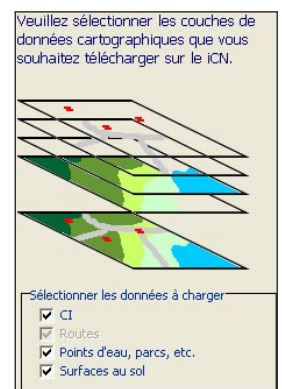 Veuillez sélectionner les couches de
données cartographiques que vous
souhaitez télécharger sur le iCN.
Sélectionner les données à charger
CI
Routes
Points d'eau, parcs, etc.
Surfaces au sol